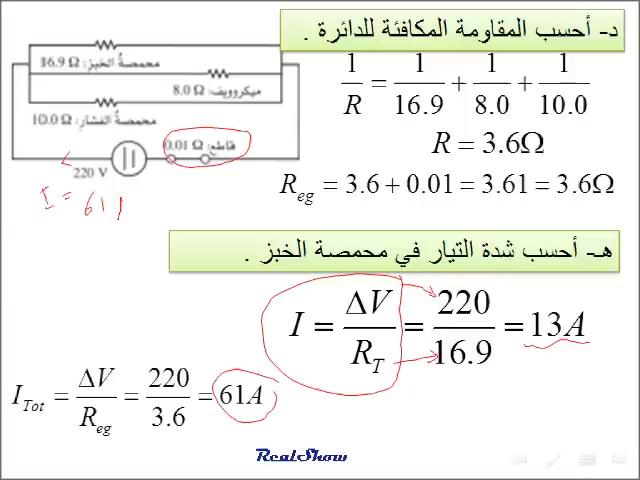 د- أحسب المقاومة المكافئة للدائرة .
محمصة الخبز: 16.9 Ω
ميكروويف: 8.0 Ω
محمصة الفشار: 10.0 Ω
قاطع: 0.01 Ω
220 V
I = 61
1/R = 1/16.9 + 1/8.0 + 1/10.0
R = 3.6Ω
R_eg = 3.6 + 0.01 = 3.61 = 3.6Ω
هـ- أحسب شدة التيار في محمصة الخبز .
I = ΔV/R_T = 220/16.9 = 13A
I_Tot = ΔV/R_eg = 220/3.6 = 61A
RealShow